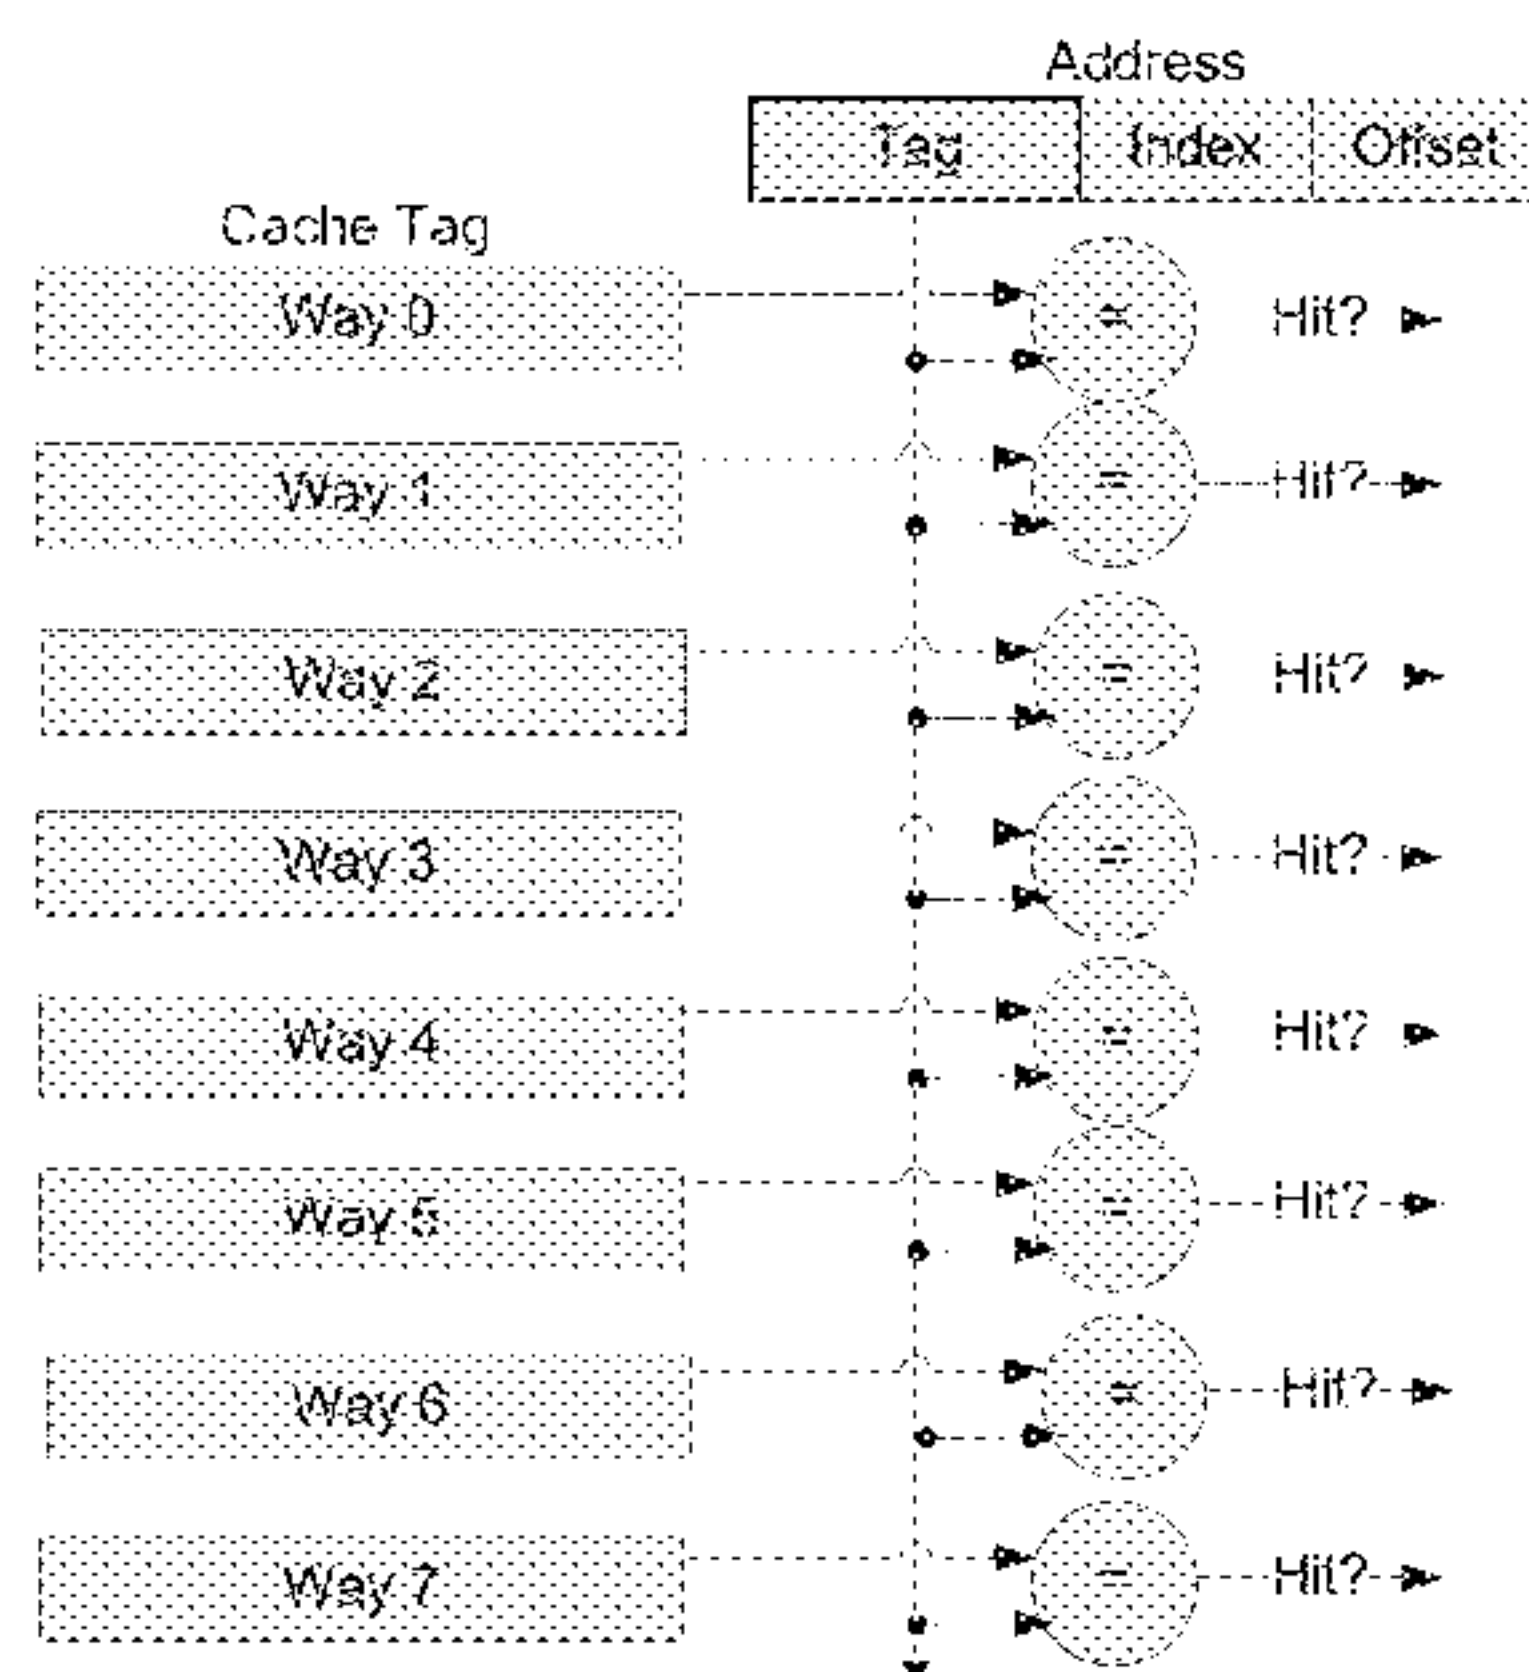 Address
Tag Index Offset
Cache Tag
Way 0 = Hit?
Way 1 = Hit?
Way 2 = Hit?
Way 3 = Hit?
Way 4 = Hit?
Way 5 = Hit?
Way 6 = Hit?
Way 7 = Hit?